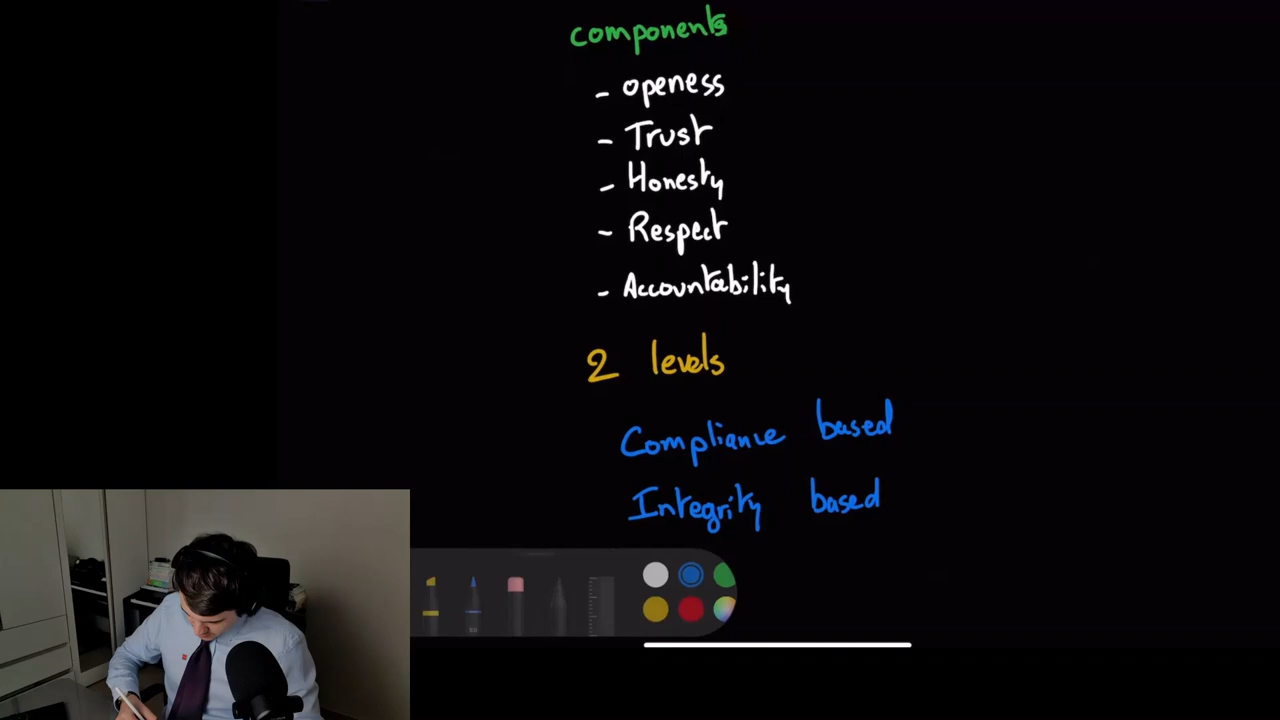 components
- openess
- Trust
- Honesty
- Respect
- Accountability
2 levels
Compliance based
Integrity based